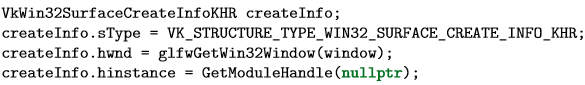 VkWin32SurfaceCreateInfoKHR createInfo;
createInfo.sType = VK_STRUCTURE_TYPE_WIN32_SURFACE_CREATE_INFO_KHR;
createInfo.hwnd = glfwGetWin32Window(window);
createInfo.hinstance = GetModuleHandle(nullptr);